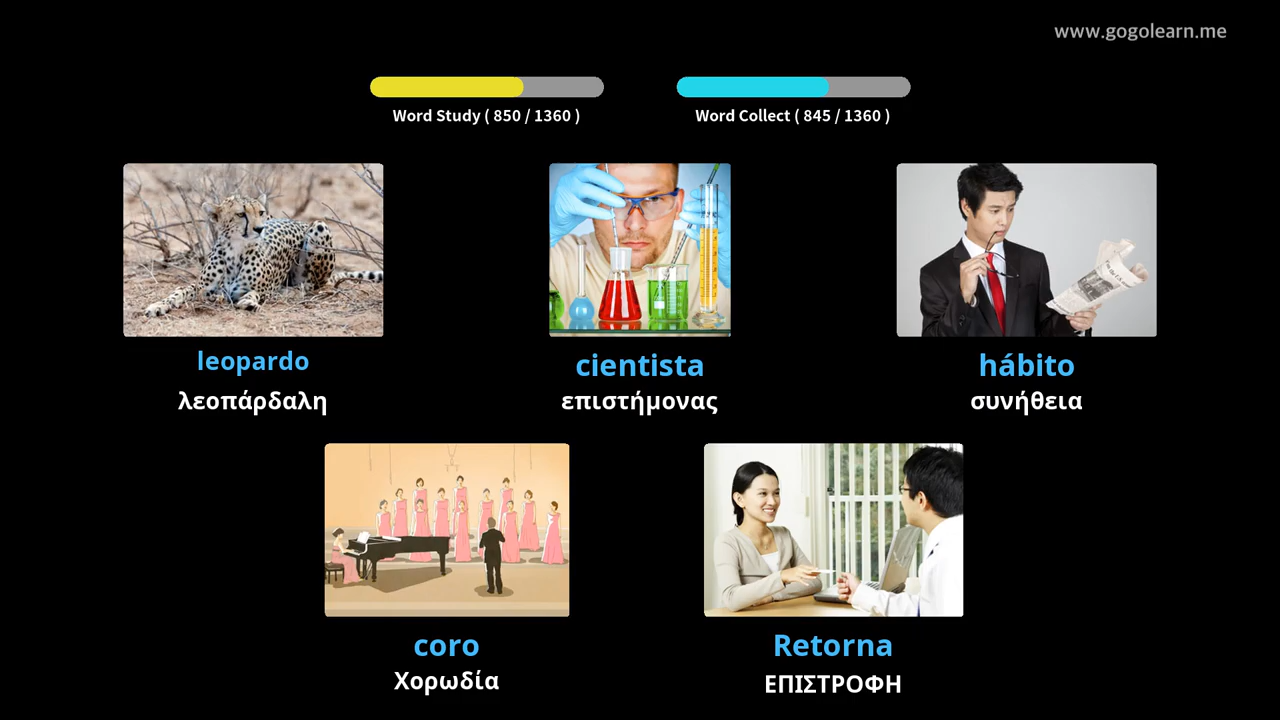 www.gogolearn.me
Word Study ( 850 / 1360 )
Word Collect ( 845 / 1360 )
leopardo
λεοπάρδαλη
cientista
επιστήμονας
hábito
συνήθεια
coro
Χορωδία
Retorna
ΕΠΙΣΤΡΟΦΗ